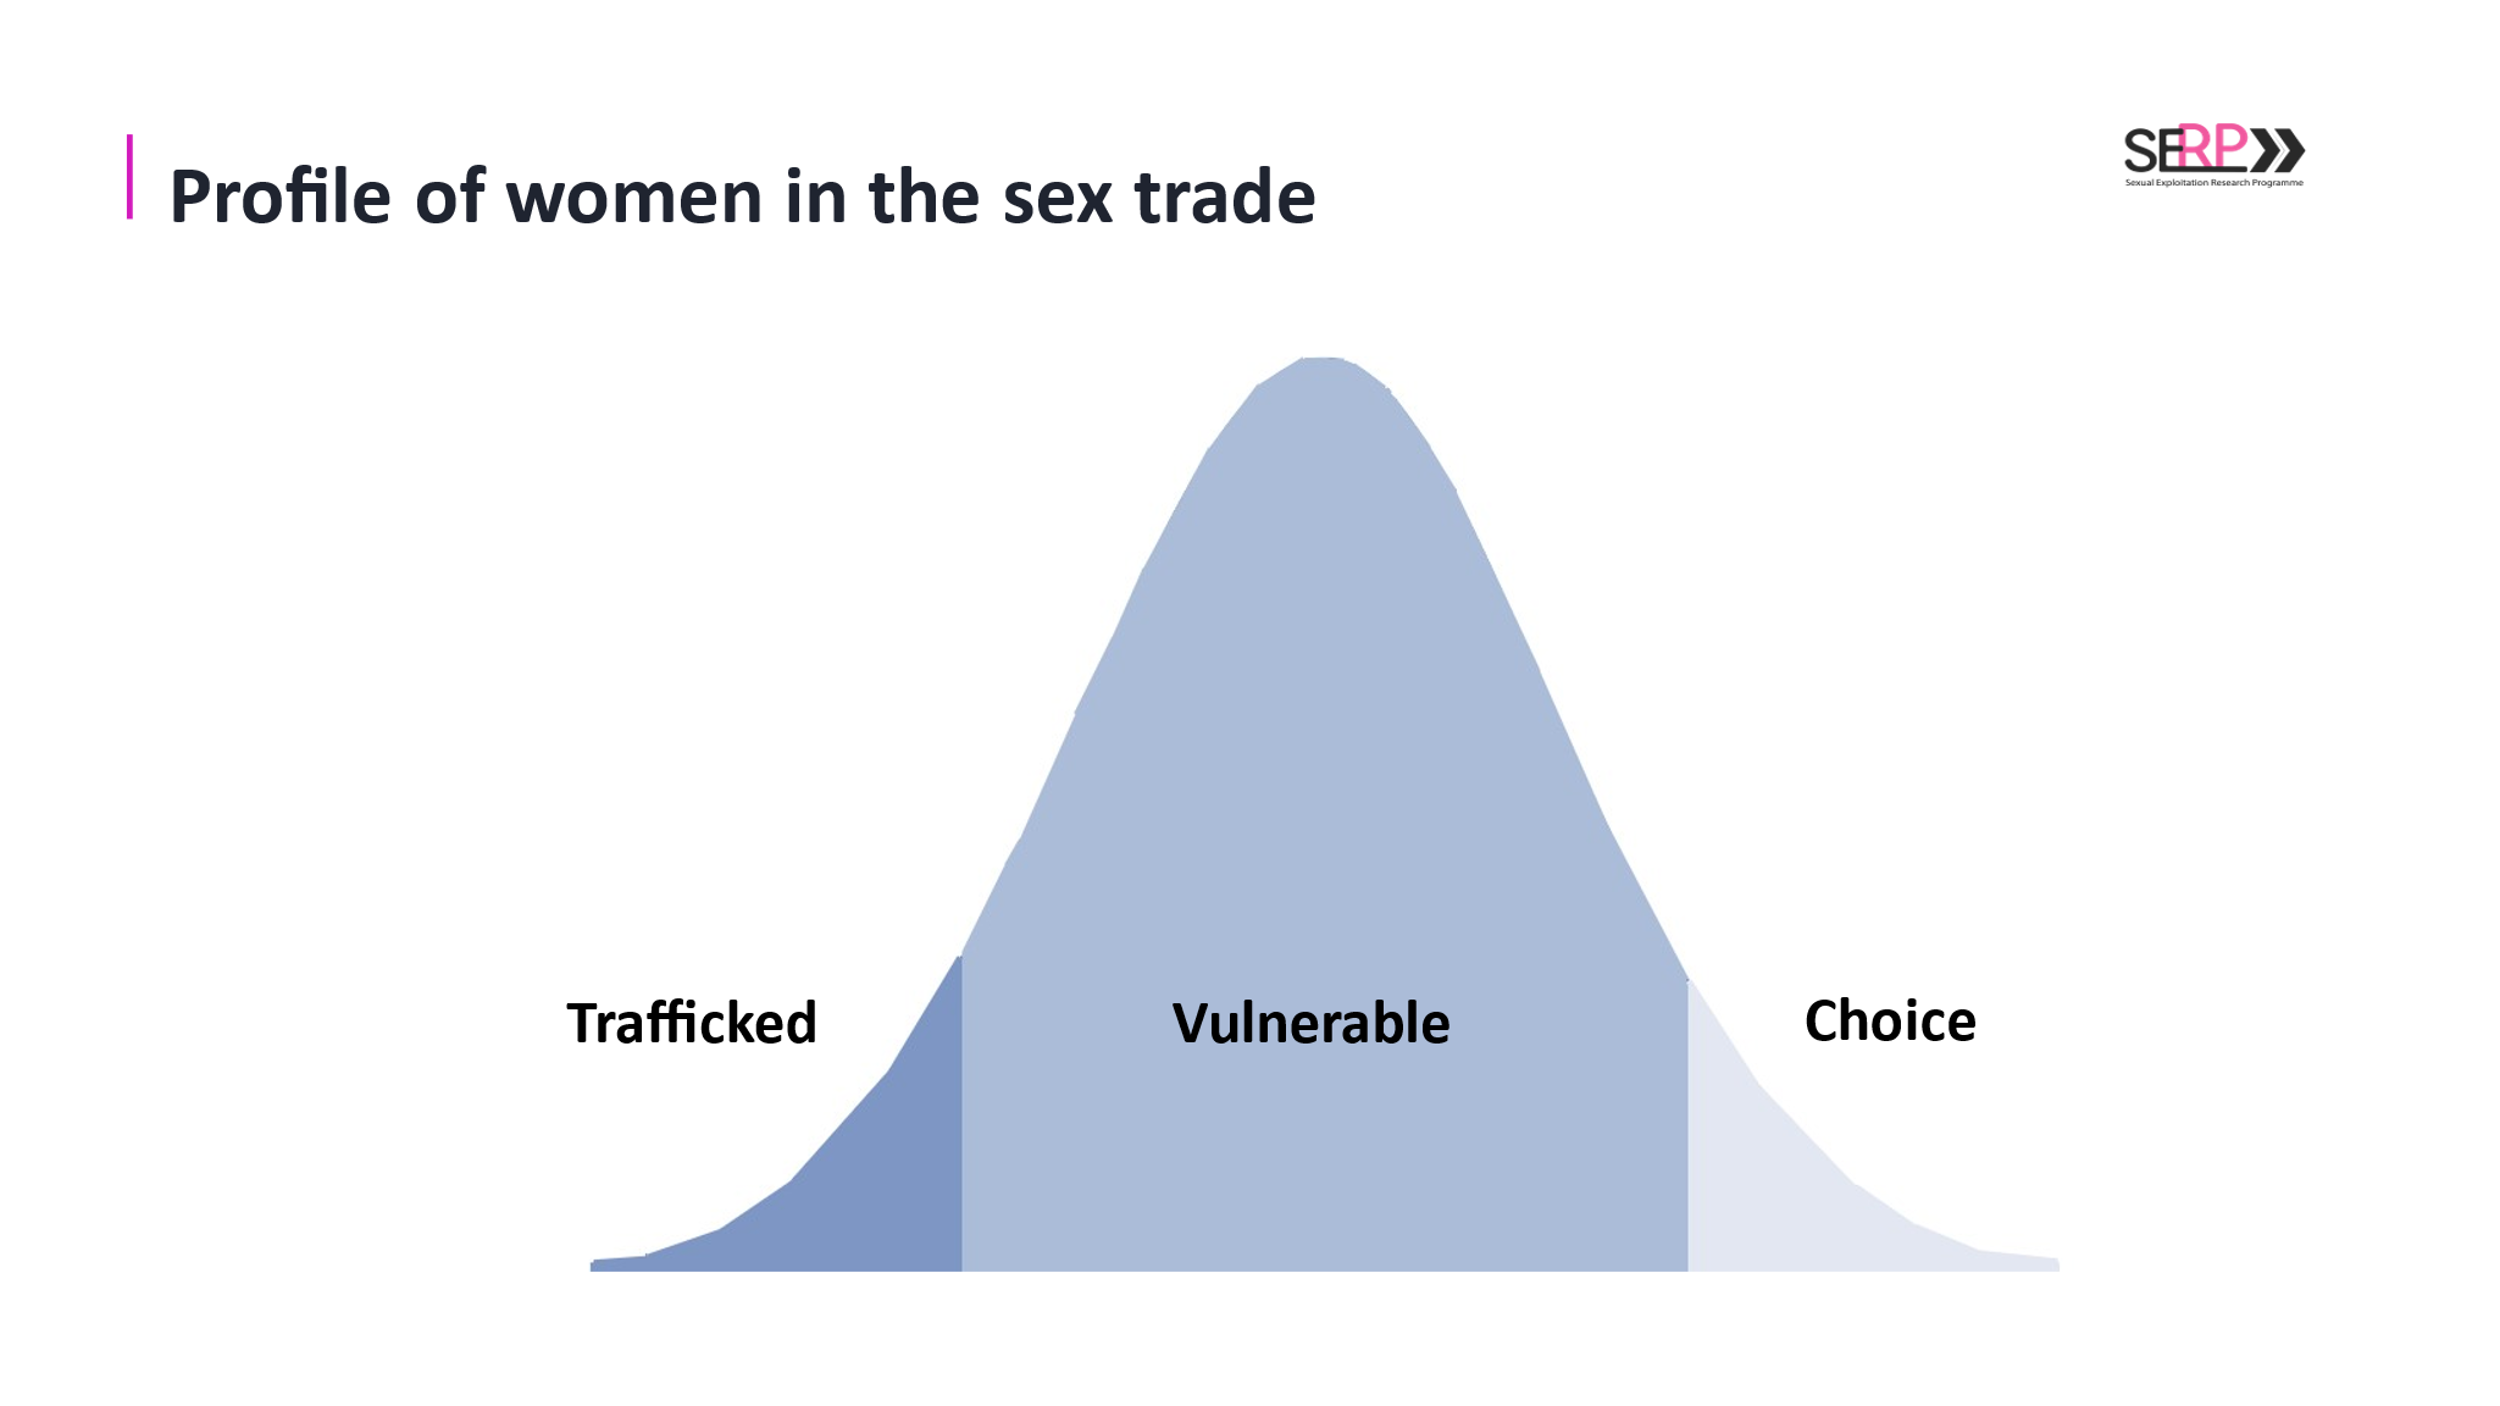 Profile of women in the sex trade
SERP
Sexual Exploitation Research Programme
Trafficked
Vulnerable
Choice